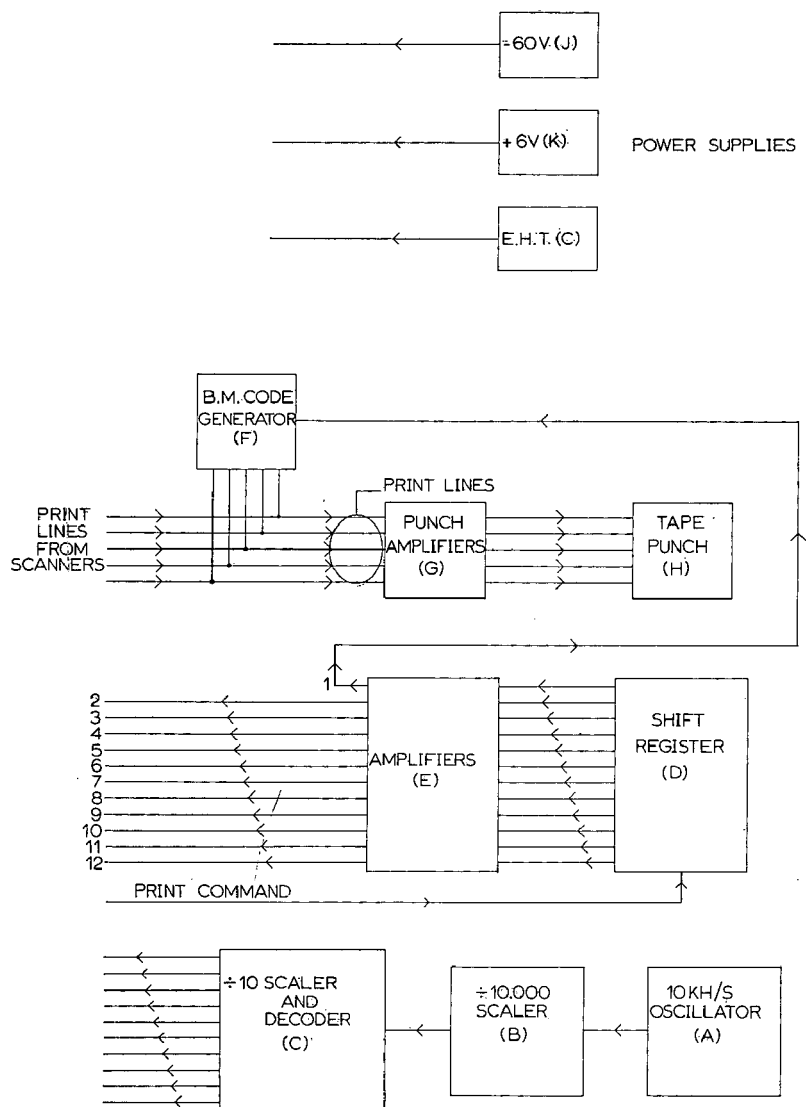 -60V.(J)
+6V(K)
POWER SUPPLIES
E.H.T.(C)
B.M. CODE
GENERATOR
(F)
PRINT LINES
PRINT
LINES
FROM
SCANNERS
PUNCH
AMPLIFIERS
(G)
TAPE
PUNCH
(H)
1
2
3
4
5
6
7
8
9
10
11
12
AMPLIFIERS
(E)
SHIFT
REGISTER
(D)
PRINT COMMAND
÷10 SCALER
AND
DECODER
(C)
÷10.000
SCALER
(B)
10KH/S
OSCILLATOR
(A)